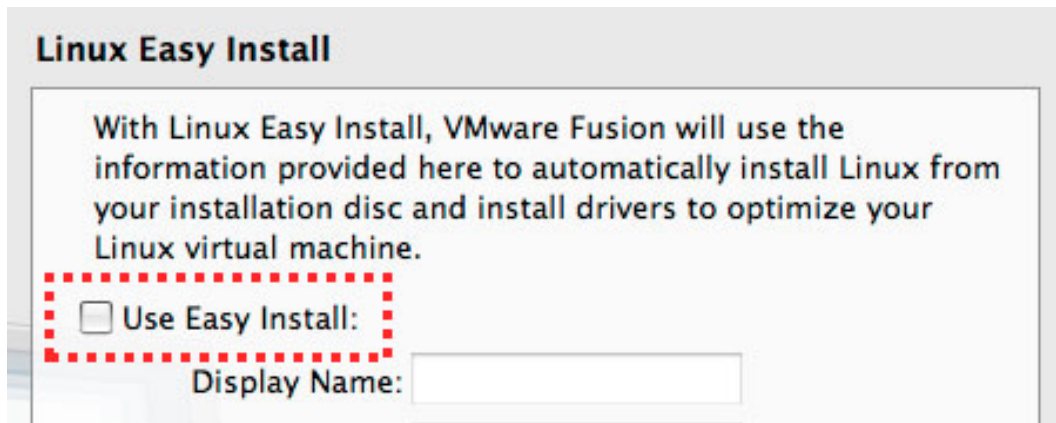 Linux Easy Install
With Linux Easy Install, VMware Fusion will use the
information provided here to automatically install Linux from
your installation disc and install drivers to optimize your
Linux virtual machine.
Use Easy Install:
Display Name: